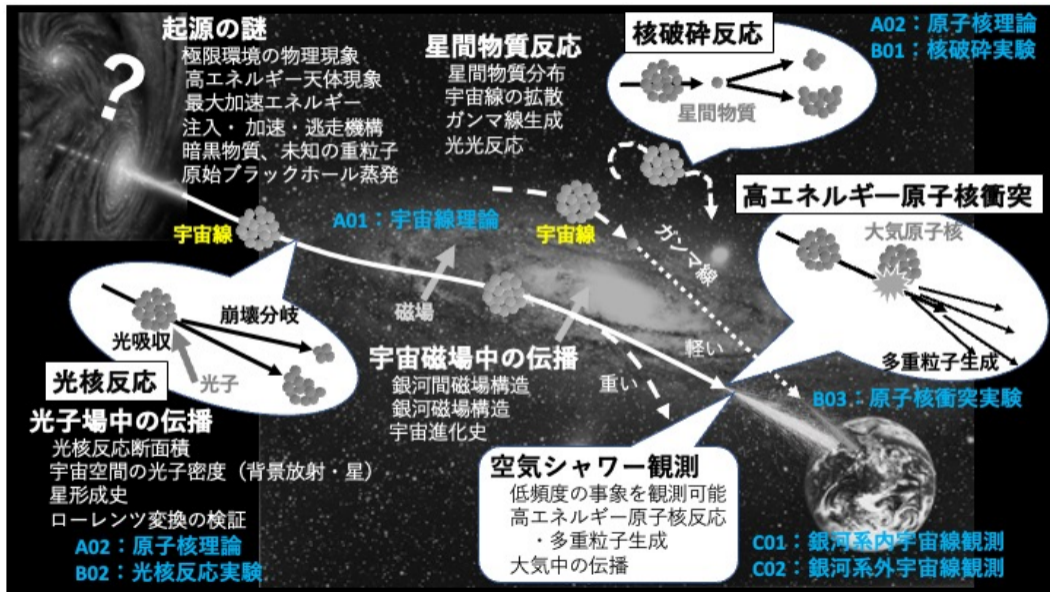 ?
起源の謎
極限環境の物理現象
高エネルギー天体現象
最大加速エネルギー
注入・加速・逃走機構
暗黒物質、未知の重粒子
原始ブラックホール蒸発
星間物質反応
星間物質分布
宇宙線の拡散
ガンマ線生成
光光反応
核破砕反応
星間物質
A02：原子核理論
B01：核破砕実験
宇宙線
A01：宇宙線理論
宇宙線
ガンマ線
高エネルギー原子核衝突
大気原子核
多重粒子生成
B03：原子核衝突実験
崩壊分岐
光吸収
光子
光核反応
磁場
軽い
重い
宇宙磁場中の伝播
銀河間磁場構造
銀河磁場構造
宇宙進化史
光子場中の伝播
光核反応断面積
宇宙空間の光子密度（背景放射・星）
星形成史
ローレンツ変換の検証
A02：原子核理論
B02：光核反応実験
空気シャワー観測
低頻度の事象を観測可能
高エネルギー原子核反応
・多重粒子生成
大気中の伝播
C01：銀河系内宇宙線観測
C02：銀河系外宇宙線観測